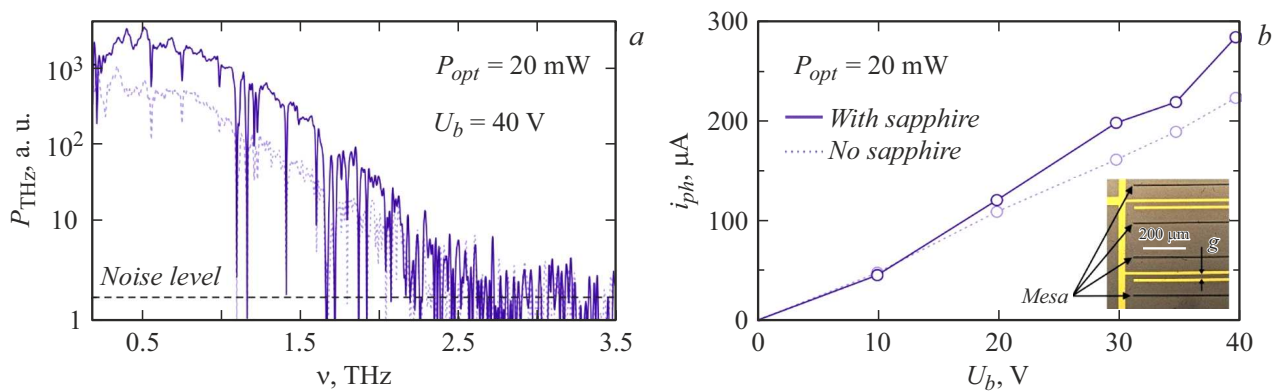 a
P_opt = 20 mW
U_b = 40 V
Noise level
P_THz, a. u.
10^3
10^2
10
1
0.5
1.5
2.5
3.5
ν, THz
b
P_opt = 20 mW
With sapphire
No sapphire
200 μm
g
Mesa
i_ph, μA
300
200
100
0
0
10
20
30
40
U_b, V